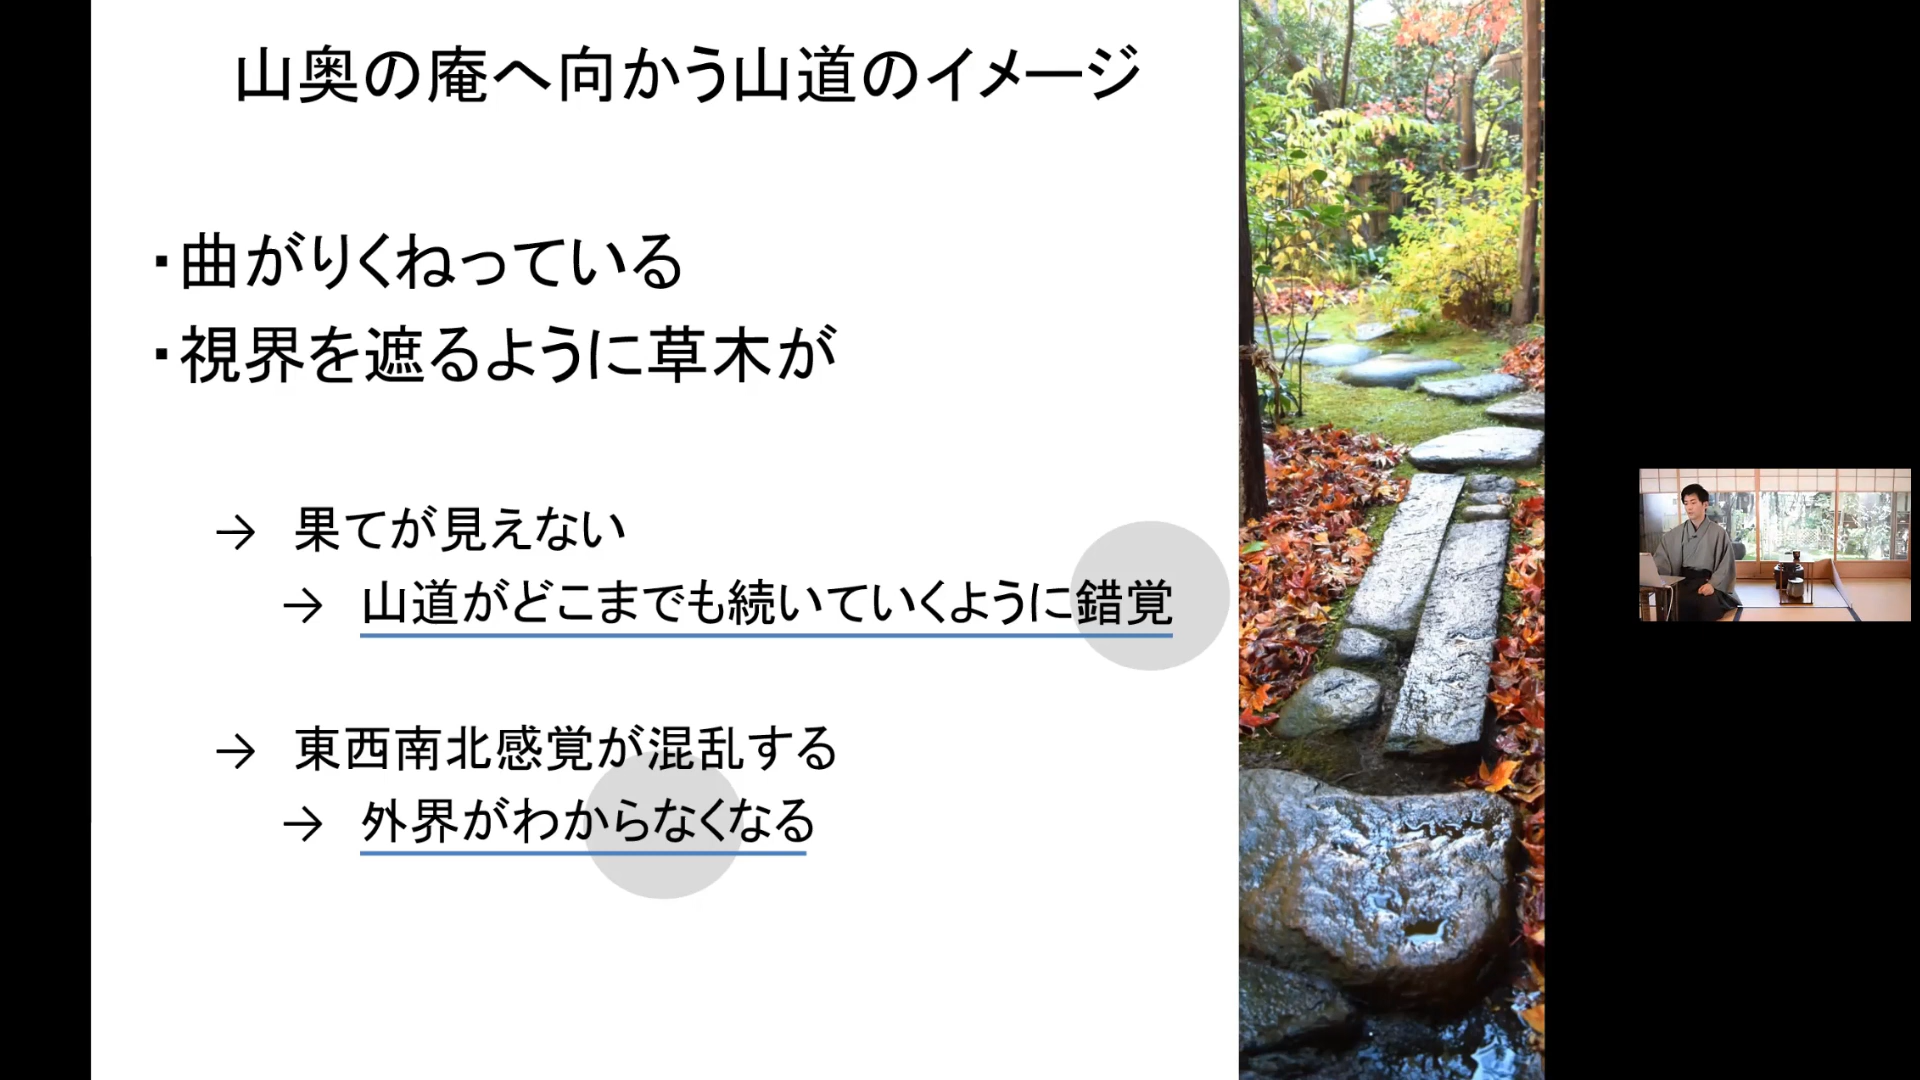 山奥の庵へ向かう山道のイメージ
・曲がりくねっている
・視界を遮るように草木が
→ 果てが見えない
→ 山道がどこまでも続いていくように錯覚
→ 東西南北感覚が混乱する
→ 外界がわからなくなる